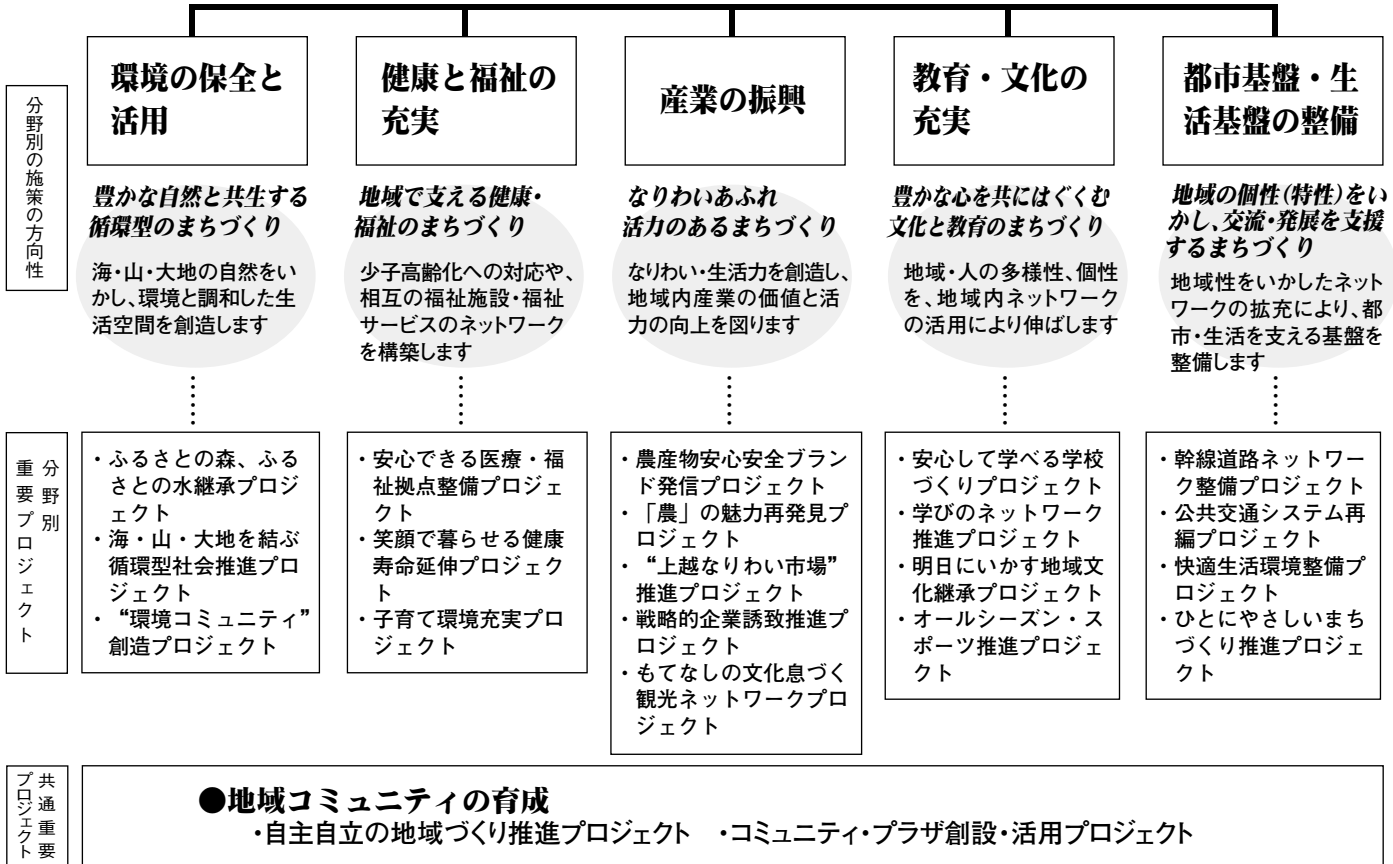 分野別の施策の方向性
環境の保全と
活用
豊かな自然と共生する
循環型のまちづくり
海・山・大地の自然をい
かし、環境と調和した生
活空間を創造します
健康と福祉の
充実
地域で支える健康・
福祉のまちづくり
少子高齢化への対応や、
相互の福祉施設・福祉
サービスのネットワーク
を構築します
産業の振興
なりわいあふれ
活力のあるまちづくり
なりわい・生活力を創造し、
地域内産業の価値と活
力の向上を図ります
教育・文化の
充実
豊かな心を共にはぐくむ
文化と教育のまちづくり
地域・人の多様性、個性
を、地域内ネットワーク
の活用により伸ばします
都市基盤・生
活基盤の整備
地域の個性(特性)をい
かし、交流・発展を支援
するまちづくり
地域性をいかしたネット
ワークの拡充により、都
市・生活を支える基盤を
整備します
分野別
重要プロジェクト
・ふるさとの森、ふる
さとの水継承プロジ
ェクト
・海・山・大地を結ぶ
循環型社会推進プロ
ジェクト
・“環境コミュニティ”
創造プロジェクト
・安心できる医療・福
祉拠点整備プロジェ
クト
・笑顔で暮らせる健康
寿命延伸プロジェク
ト
・子育て環境充実プロ
ジェクト
・農産物安心安全ブラン
ド発信プロジェクト
・「農」の魅力再発見プ
ロジェクト
・“上越なりわい市場”
推進プロジェクト
・戦略的企業誘致推進プ
ロジェクト
・もてなしの文化息づく
観光ネットワークプロ
ジェクト
・安心して学べる学校
づくりプロジェクト
・学びのネットワーク
推進プロジェクト
・明日にいかす地域文
化継承プロジェクト
・オールシーズン・ス
ポーツ推進プロジェ
クト
・幹線道路ネットワー
ク整備プロジェクト
・公共交通システム再
編プロジェクト
・快適生活環境整備プ
ロジェクト
・ひとにやさしいまち
づくり推進プロジェ
クト
共通重要
プロジェクト
●地域コミュニティの育成
・自主自立の地域づくり推進プロジェクト ・コミュニティ・プラザ創設・活用プロジェクト